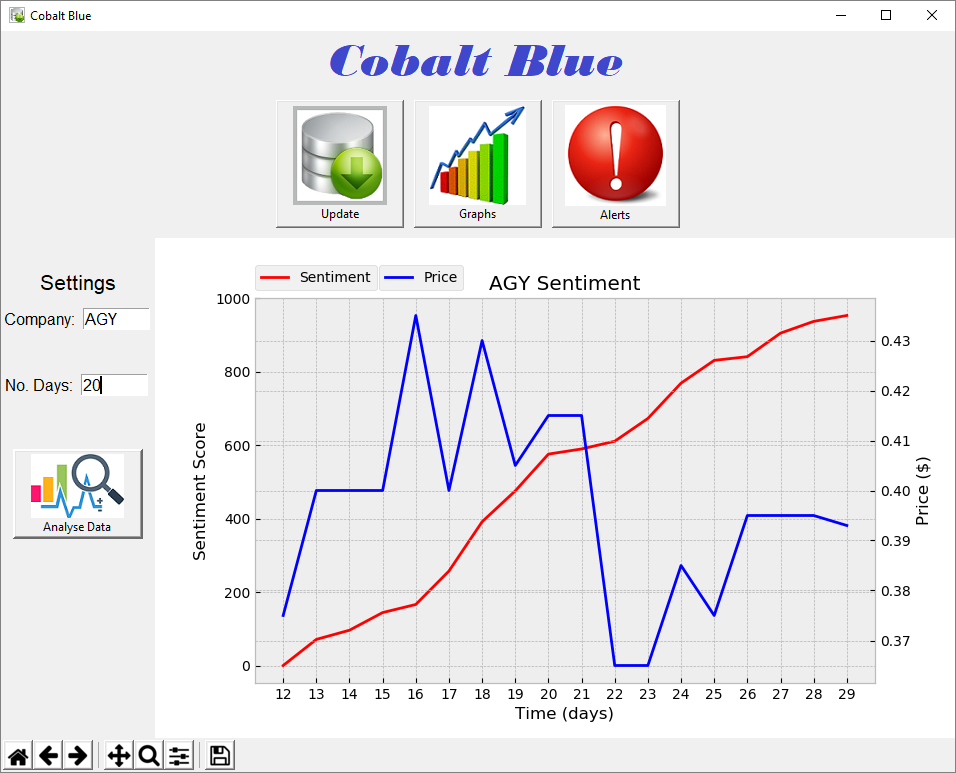 Cobalt Blue
Cobalt Blue
Update
Graphs
Alerts
Settings
Company: AGY
No. Days: 20
Analyse Data
Sentiment Price
AGY Sentiment
1000
800
600
400
200
0
Sentiment Score
0.43
0.42
0.41
0.40
0.39
0.38
0.37
Price ($)
12 13 14 15 16 17 18 19 20 21 22 23 24 25 26 27 28 29
Time (days)